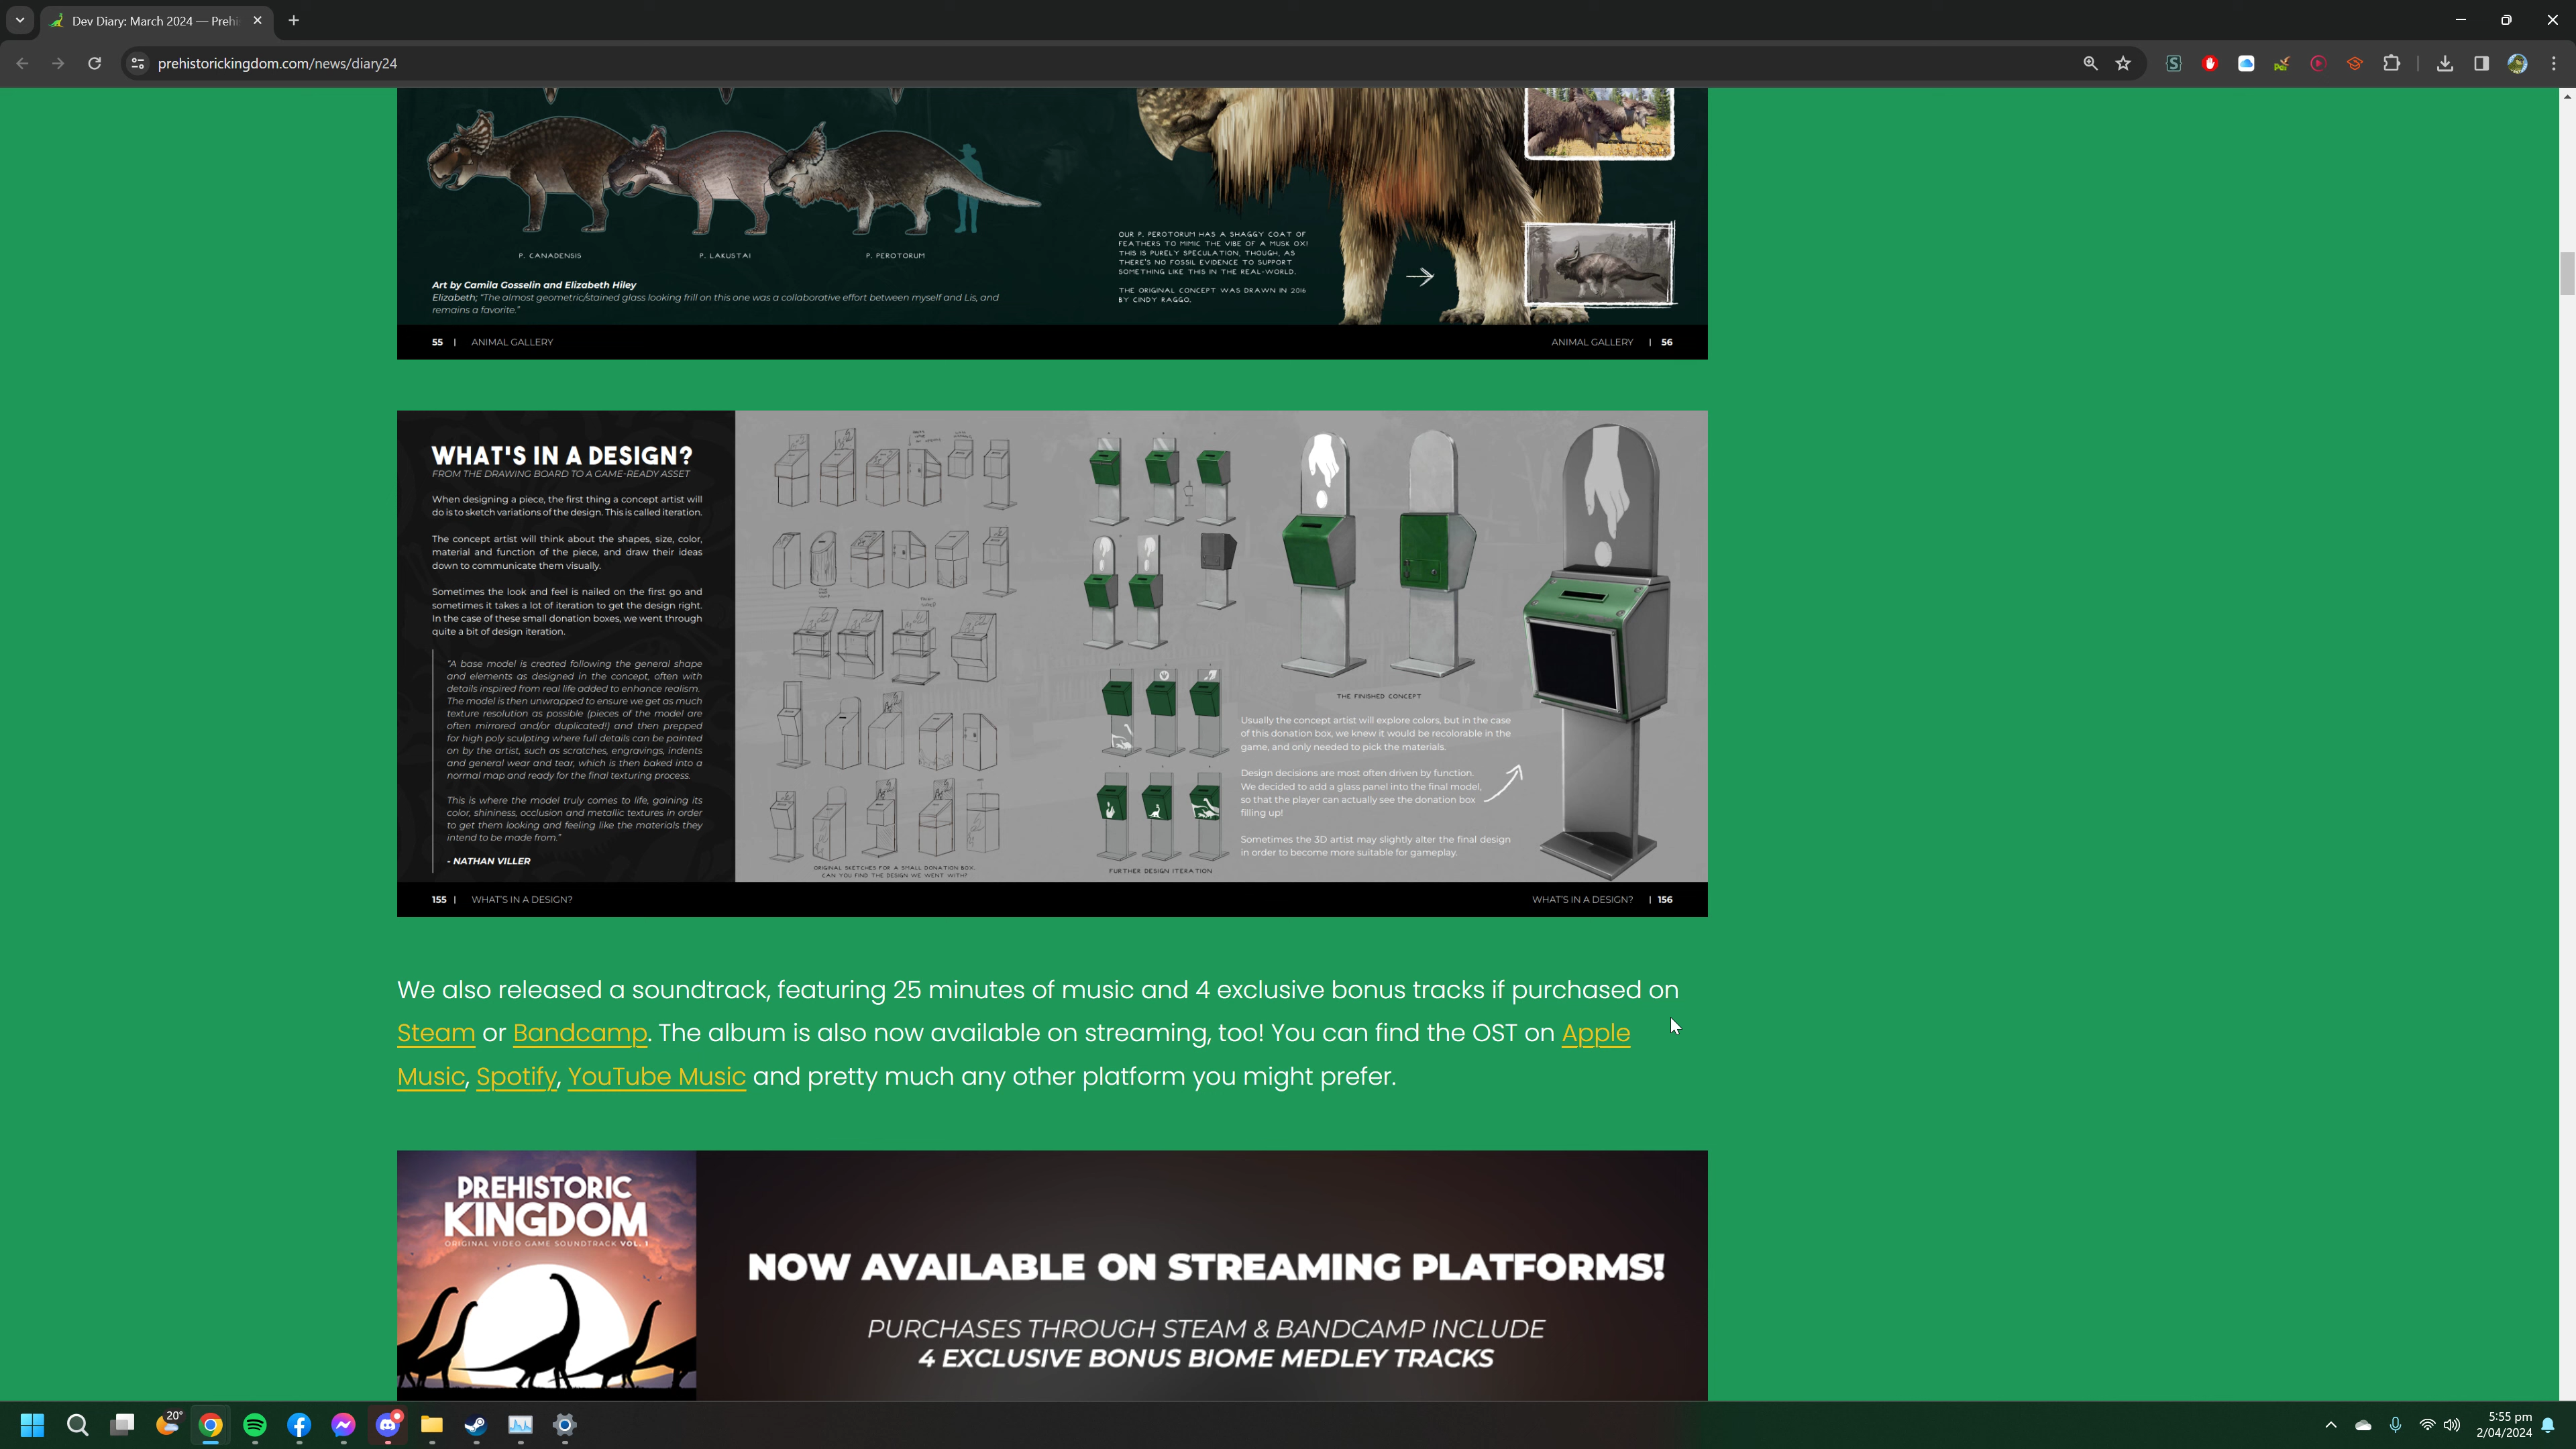 Dev Diary: March 2024 — Prehi
prehistorickingdom.com/news/diary24
P. CANADENSIS
P. LAKUSTAI
P. PEROTORUM
Art by Camila Gosselin and Elizabeth Hiley
Elizabeth; "The almost geometric/stained glass looking frill on this one was a collaborative effort between myself and Lis, and
remains a favorite."
OUR P. PEROTORUM HAS A SHAGGY COAT OF
FEATHERS TO MIMIC THE VIBE OF A MUSK OX!
THIS IS PURELY SPECULATION, THOUGH, AS
THERE'S NO FOSSIL EVIDENCE TO SUPPORT
SOMETHING LIKE THIS IN THE REAL-WORLD.
THE ORIGINAL CONCEPT WAS DRAWN IN 2016
BY CINDY RAGGO.
55 | ANIMAL GALLERY
ANIMAL GALLERY | 56
WHAT'S IN A DESIGN?
FROM THE DRAWING BOARD TO A GAME-READY ASSET
When designing a piece, the first thing a concept artist will
do is to sketch variations of the design. This is called iteration.
The concept artist will think about the shapes, size, color,
material and function of the piece, and draw their ideas
down to communicate them visually.
Sometimes the look and feel is nailed on the first go and
sometimes it takes a lot of iteration to get the design right.
In the case of these small donation boxes, we went through
quite a bit of design iteration.
"A base model is created following the general shape
and elements as designed in the concept, often with
details inspired from real life added to enhance realism.
The model is then unwrapped to ensure we get as much
texture resolution as possible (pieces of the model are
often mirrored and/or duplicated!) and then prepped
for high poly sculpting where full details can be painted
on by the artist, such as scratches, engravings, indents
and general wear and tear, which is then baked into a
normal map and ready for the final texturing process.
This is where the model truly comes to life, gaining its
color, shininess, occlusion and metallic textures in order
to get them looking and feeling like the materials they
intend to be made from."
- NATHAN VILLER
ORIGINAL SKETCHES FOR A SMALL DONATION BOX.
CAN YOU FIND THE DESIGN WE WENT WITH?
FURTHER DESIGN ITERATION
THE FINISHED CONCEPT
Usually the concept artist will explore colors, but in the case
of this donation box, we knew it would be recolorable in the
game, and only needed to pick the materials.
Design decisions are most often driven by function.
We decided to add a glass panel into the final model,
so that the player can actually see the donation box
filling up!
Sometimes the 3D artist may slightly alter the final design
in order to become more suitable for gameplay.
155 | WHAT'S IN A DESIGN?
WHAT'S IN A DESIGN? | 156
We also released a soundtrack, featuring 25 minutes of music and 4 exclusive bonus tracks if purchased on
Steam or Bandcamp. The album is also now available on streaming, too! You can find the OST on Apple
Music, Spotify, YouTube Music and pretty much any other platform you might prefer.
PREHISTORIC
KINGDOM
ORIGINAL VIDEO GAME SOUNDTRACK VOL. 1
NOW AVAILABLE ON STREAMING PLATFORMS!
PURCHASES THROUGH STEAM & BANDCAMP INCLUDE
4 EXCLUSIVE BONUS BIOME MEDLEY TRACKS
20°
5:55 pm
2/04/2024